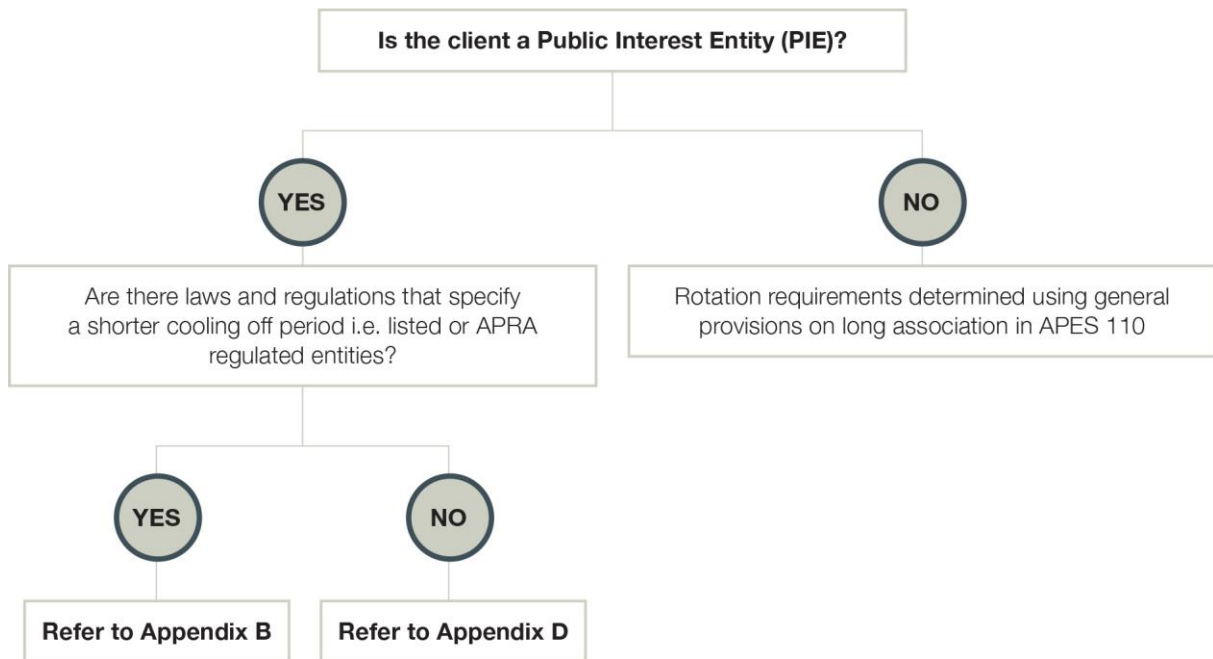 Is the client a Public Interest Entity (PIE)?
YES
NO
Are there laws and regulations that specify
a shorter cooling off period i.e. listed or APRA
regulated entities?
Rotation requirements determined using general
provisions on long association in APES 110
YES
NO
Refer to Appendix B
Refer to Appendix D